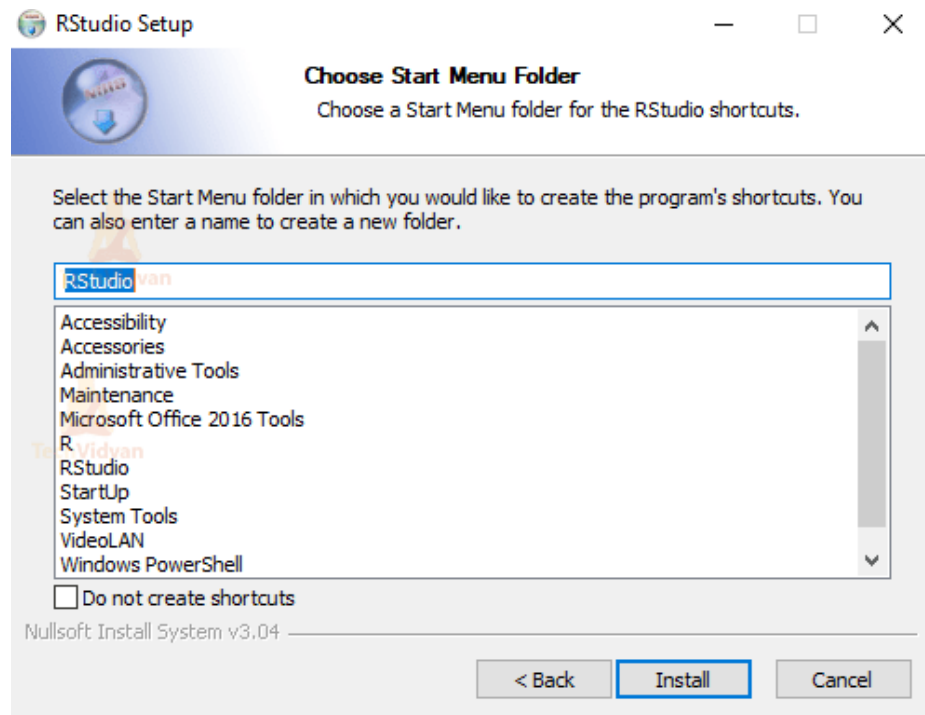 RStudio Setup
Choose Start Menu Folder
Choose a Start Menu folder for the RStudio shortcuts.
Select the Start Menu folder in which you would like to create the program's shortcuts. You
can also enter a name to create a new folder.
RStudio
Accessibility
Accessories
Administrative Tools
Maintenance
Microsoft Office 2016 Tools
R
RStudio
StartUp
System Tools
VideoLAN
Windows PowerShell
Do not create shortcuts
Nullsoft Install System v3.04
< Back
Install
Cancel